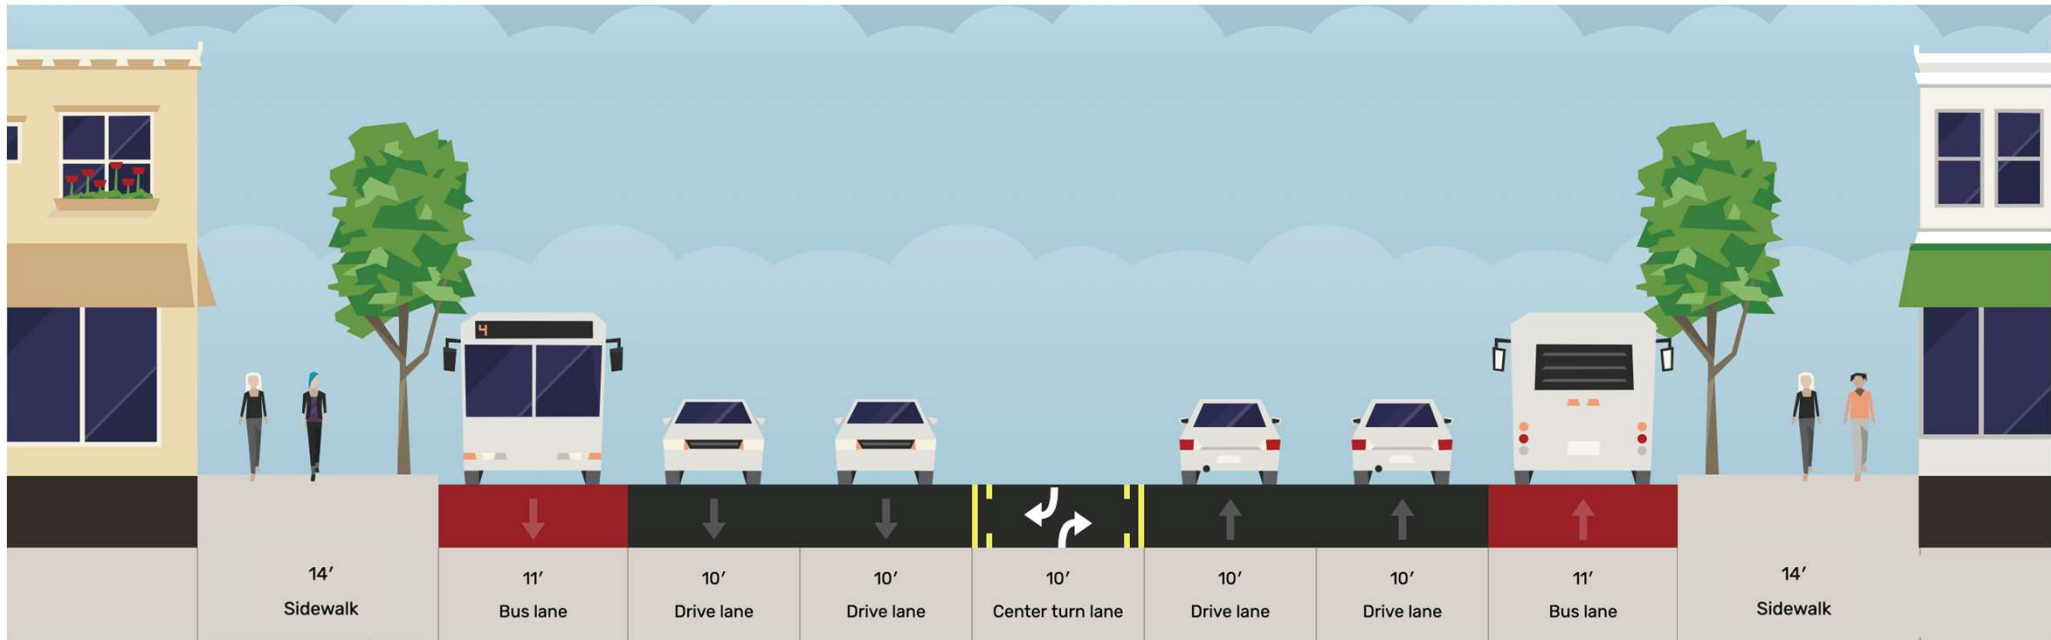 4
14′
Sidewalk
11′
Bus lane
10′
Drive lane
10′
Drive lane
10′
Center turn lane
10′
Drive lane
10′
Drive lane
11′
Bus lane
14′
Sidewalk